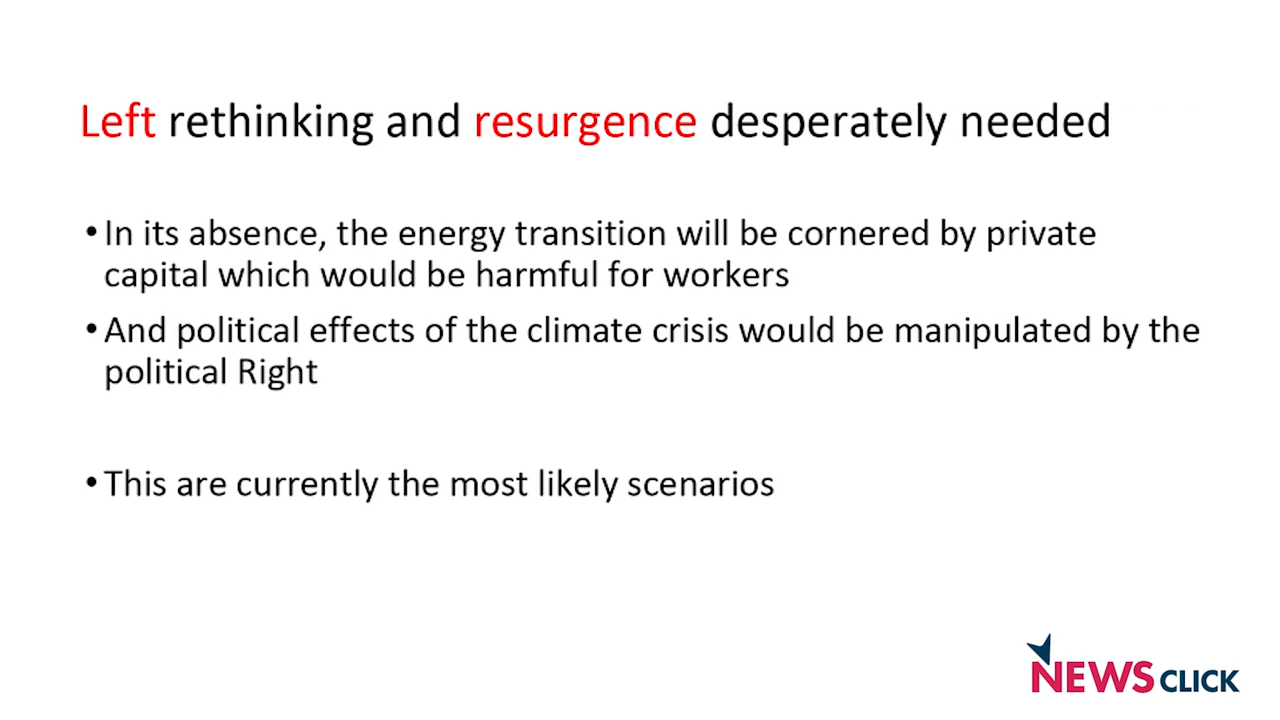 Left rethinking and resurgence desperately needed
•In its absence, the energy transition will be cornered by private
capital which would be harmful for workers
•And political effects of the climate crisis would be manipulated by the
political Right
•This are currently the most likely scenarios
NEWSCLICK